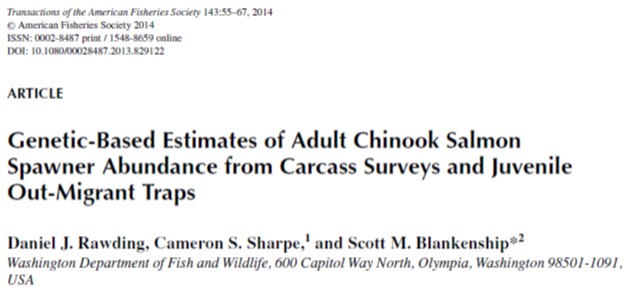 Transactions of the American Fisheries Society 143:55–67, 2014
© American Fisheries Society 2014
ISSN: 0002-8487 print / 1548-8659 online
DOI: 10.1080/00028487.2013.829122
ARTICLE
Genetic-Based Estimates of Adult Chinook Salmon
Spawner Abundance from Carcass Surveys and Juvenile
Out-Migrant Traps
Daniel J. Rawding, Cameron S. Sharpe,¹ and Scott M. Blankenship*²
Washington Department of Fish and Wildlife, 600 Capitol Way North, Olympia, Washington 98501-1091,
USA